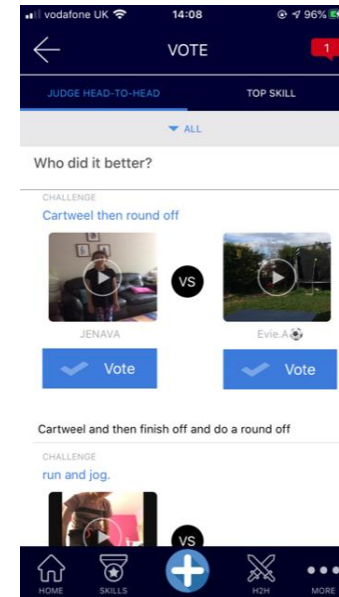 vodafone UK 14:08 96%
VOTE
1
JUDGE HEAD-TO-HEAD TOP SKILL
ALL
Who did it better?
CHALLENGE
Cartweel then round off
VS
JENAVA Evie.A
Vote Vote
Cartweel and then finish off and do a round off
CHALLENGE
run and jog.
VS
HOME SKILLS H2H MORE